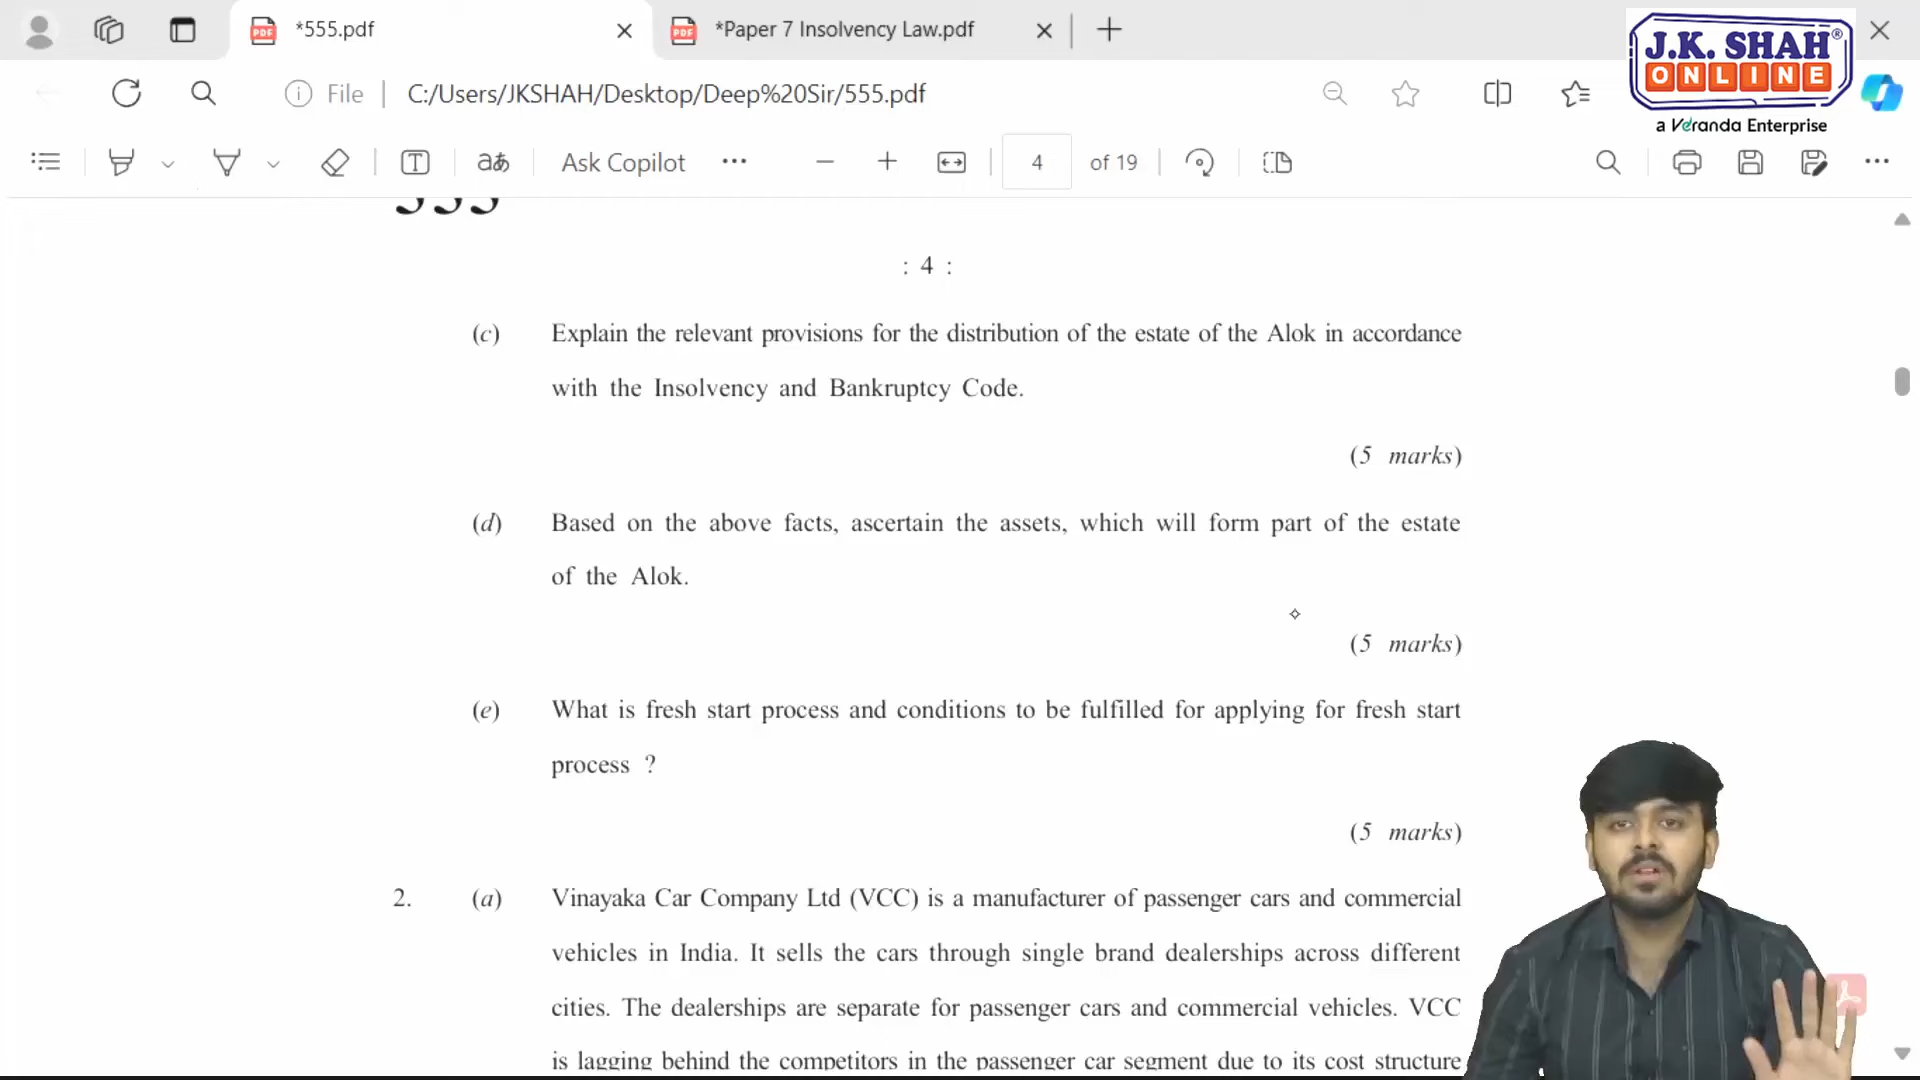 *555.pdf
*Paper 7 Insolvency Law.pdf
J.K. SHAH®
ONLINE
a Veranda Enterprise
File
C:/Users/JKSHAH/Desktop/Deep%20Sir/555.pdf
PDF
PDF
T
aあ
Ask Copilot
4
of 19
555
: 4 :
(c) Explain the relevant provisions for the distribution of the estate of the Alok in accordance
with the Insolvency and Bankruptcy Code.
(5 marks)
(d) Based on the above facts, ascertain the assets, which will form part of the estate
of the Alok.
(5 marks)
(e) What is fresh start process and conditions to be fulfilled for applying for fresh start
process ?
(5 marks)
2. (a) Vinayaka Car Company Ltd (VCC) is a manufacturer of passenger cars and commercial
vehicles in India. It sells the cars through single brand dealerships across different
cities. The dealerships are separate for passenger cars and commercial vehicles. VCC
is lagging behind the competitors in the passenger car segment due to its cost structure